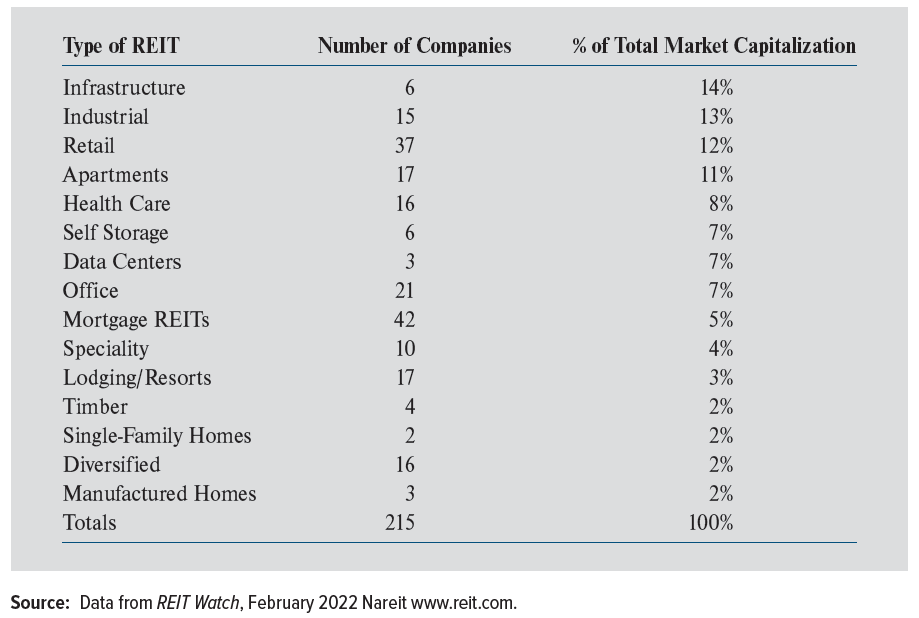 Type of REIT Number of Companies % of Total Market Capitalization
Infrastructure 6 14%
Industrial 15 13%
Retail 37 12%
Apartments 17 11%
Health Care 16 8%
Self Storage 6 7%
Data Centers 3 7%
Office 21 7%
Mortgage REITs 42 5%
Speciality 10 4%
Lodging/Resorts 17 3%
Timber 4 2%
Single-Family Homes 2 2%
Diversified 16 2%
Manufactured Homes 3 2%
Totals 215 100%
Source: Data from REIT Watch, February 2022 Nareit www.reit.com.